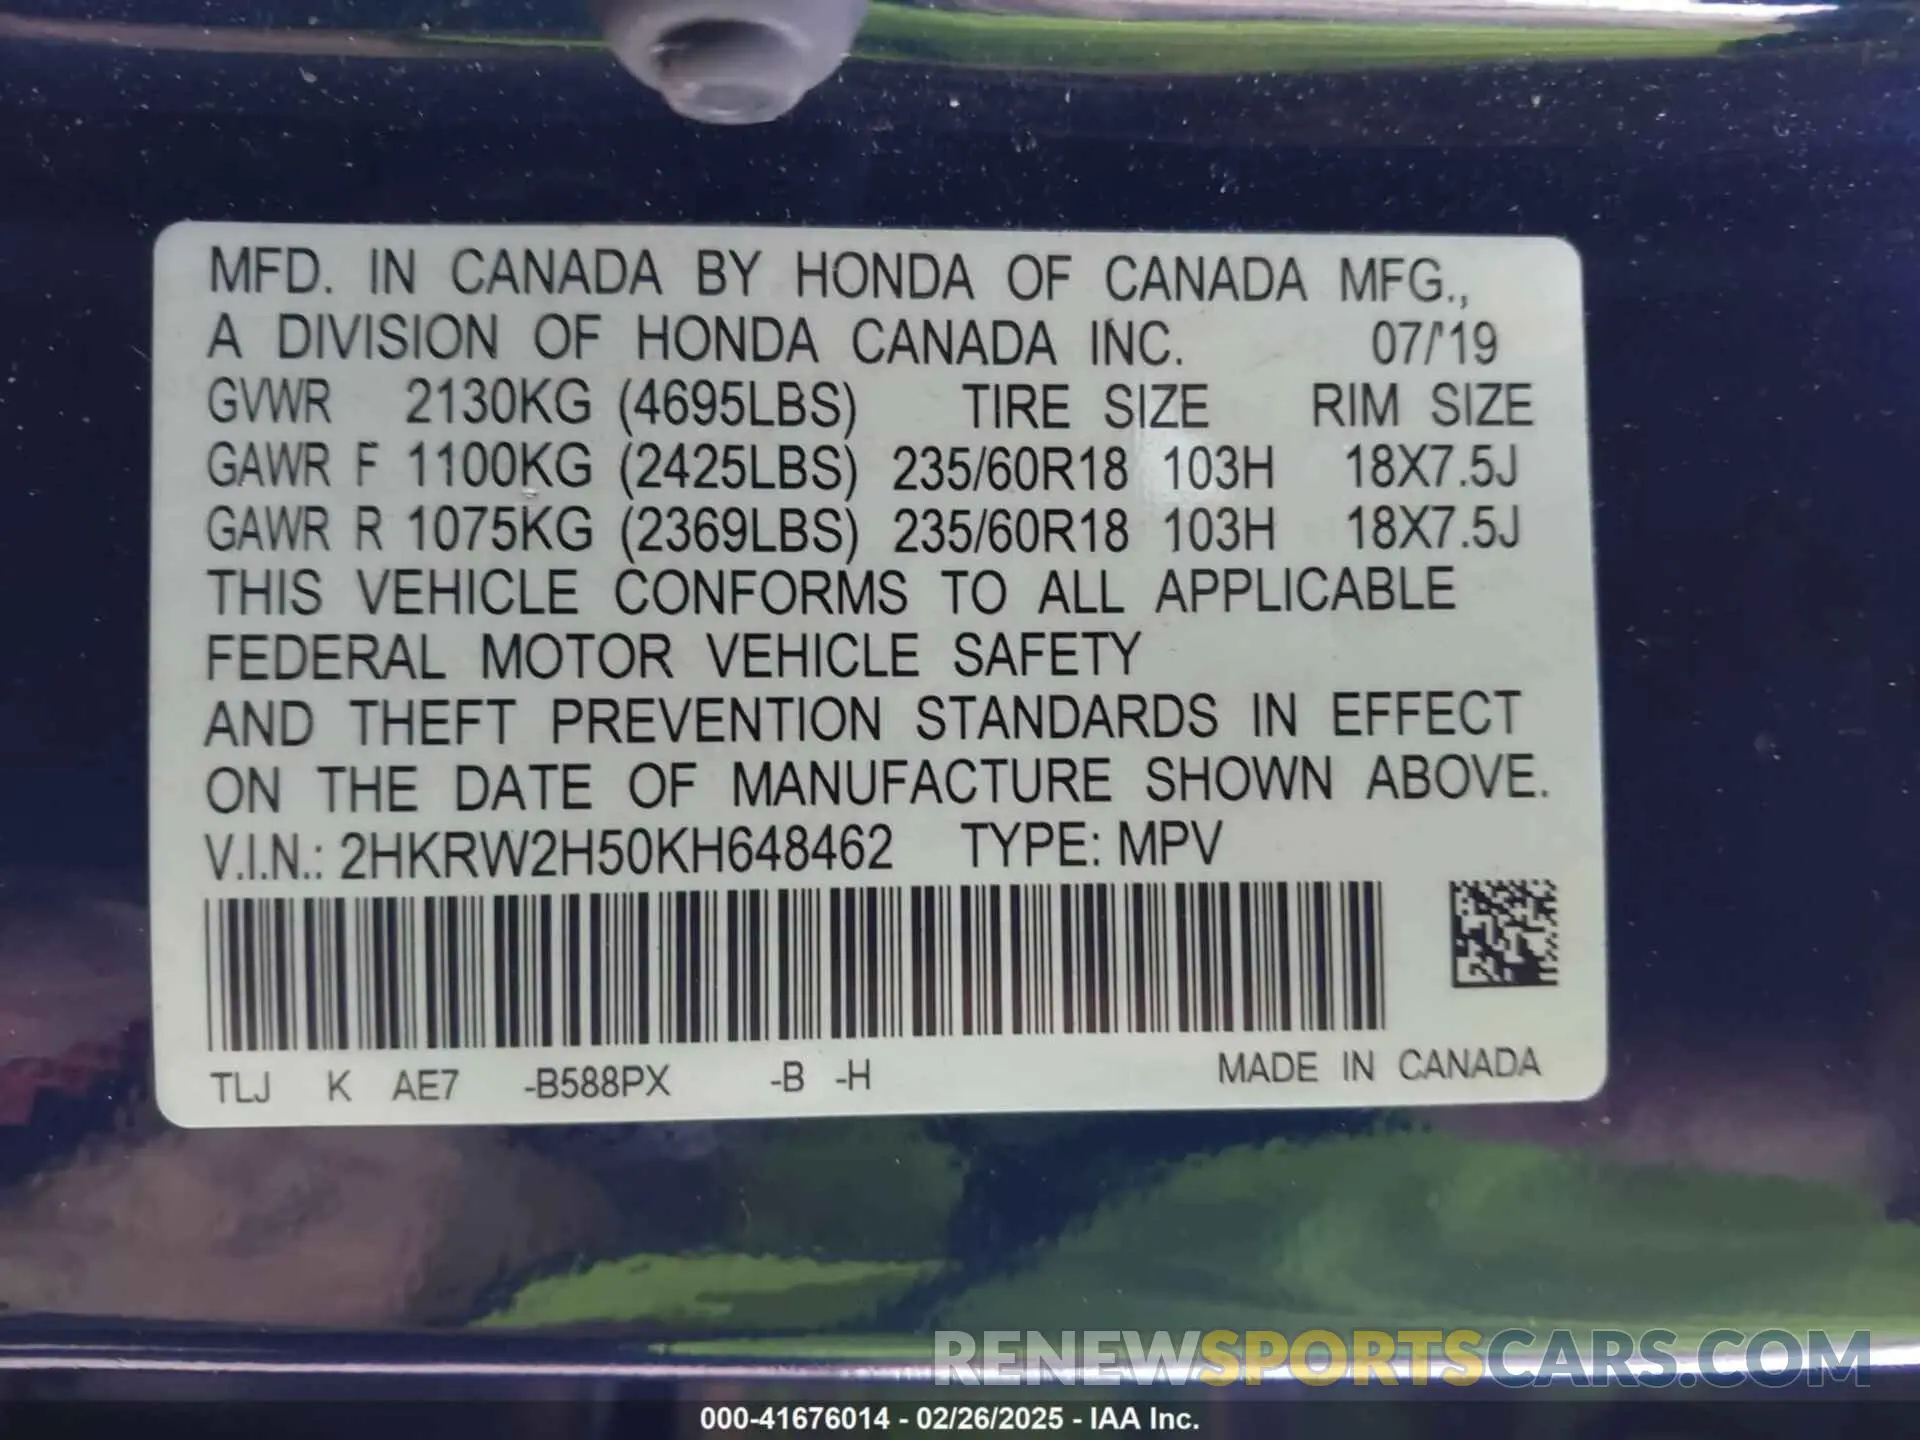 MFD. IN CANADA BY HONDA OF CANADA MFG.,
A DIVISION OF HONDA CANADA INC. 07/'19
GVWR 2130KG (4695LBS) TIRE SIZE RIM SIZE
GAWR F 1100KG (2425LBS) 235/60R18 103H 18X7.5J
GAWR R 1075KG (2369LBS) 235/60R18 103H 18X7.5J
THIS VEHICLE CONFORMS TO ALL APPLICABLE
FEDERAL MOTOR VEHICLE SAFETY
AND THEFT PREVENTION STANDARDS IN EFFECT
ON THE DATE OF MANUFACTURE SHOWN ABOVE.
V.I.N.: 2HKRW2H50KH648462 TYPE: MPV
TLJ K AE7 -B588PX -B -H MADE IN CANADA
RENEWSPORTSCARS.COM
000-41676014 - 02/26/2025 - IAA Inc.